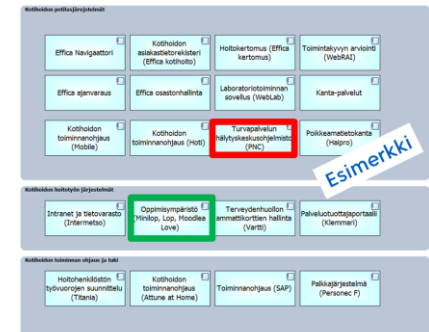 Kotihoidon potilasjärjestelmät
Effica Navigaattori
Kotihoidon
asiakastietorekisteri
(Effica kotihoito)
Hoitokertomus (Effica
kertomus)
Toimintakyvyn arviointi
(WebRAI)
Effica ajanvaraus
Effica osastonhallinta
Laboratoriotoiminnan
sovellus (WebLab)
Kanta-palvelut
Kotihoidon
toiminnanohjaus
(Mobile)
Kotihoidon
toiminnanohjaus (Hoti)
Turvapalvelun
hälytyskeskusohjelmisto
(PNC)
Poikkeamatietokanta
(Haipro)
Esimerkki
Kotihoidon hoitotyön järjestelmät
Intranet ja tietovarasto
(Intermetso)
Oppimisympäristö
(Minilop, Lop, Moodlea
Love)
Terveydenhuollon
ammattikorttien hallinta
(Vartti)
Palveluotuottajaportaali
(Klemmari)
Kotihoidon toiminnan ohjaus ja tuki
Hoitohenkilöstön
työvuorojen suunnittelu
(Titania)
Kotihoidon
toiminnanohjaus
(Attune at Home)
Toiminnanohjaus (SAP)
Palkkajärjestelmä
(Personec F)